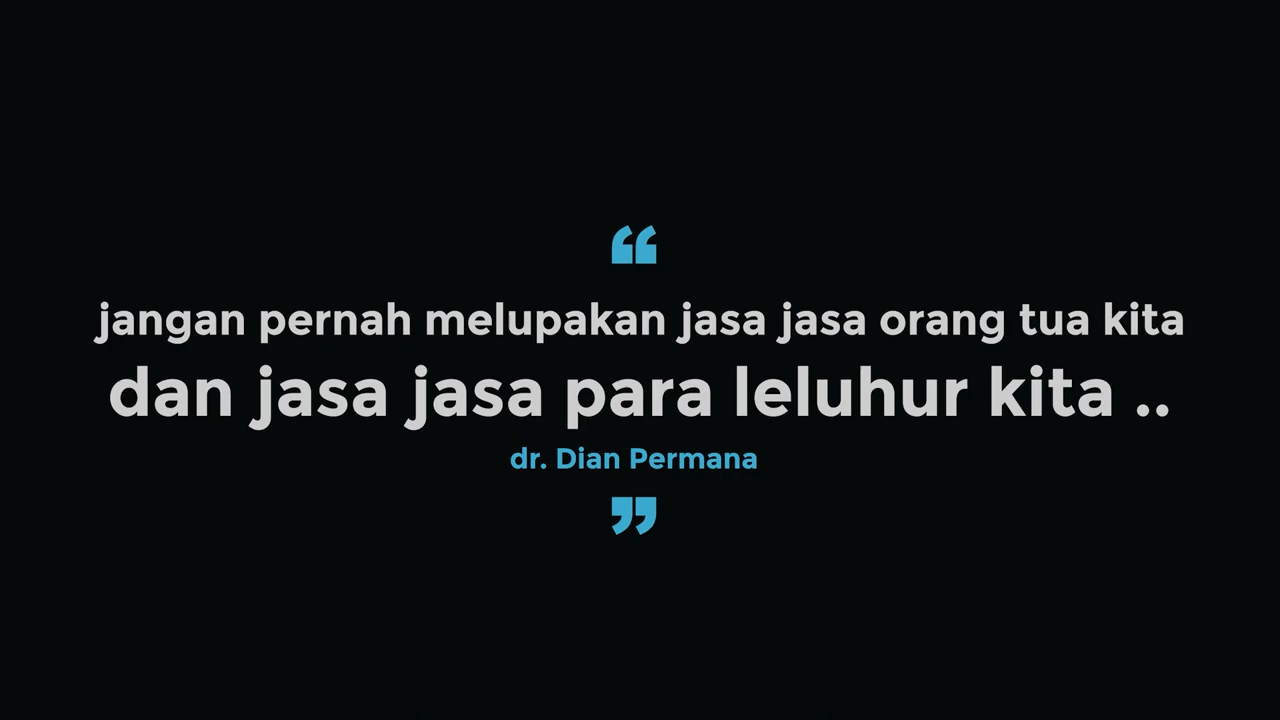 “
jangan pernah melupakan jasa jasa orang tua kita
dan jasa jasa para leluhur kita ..
dr. Dian Permana
”